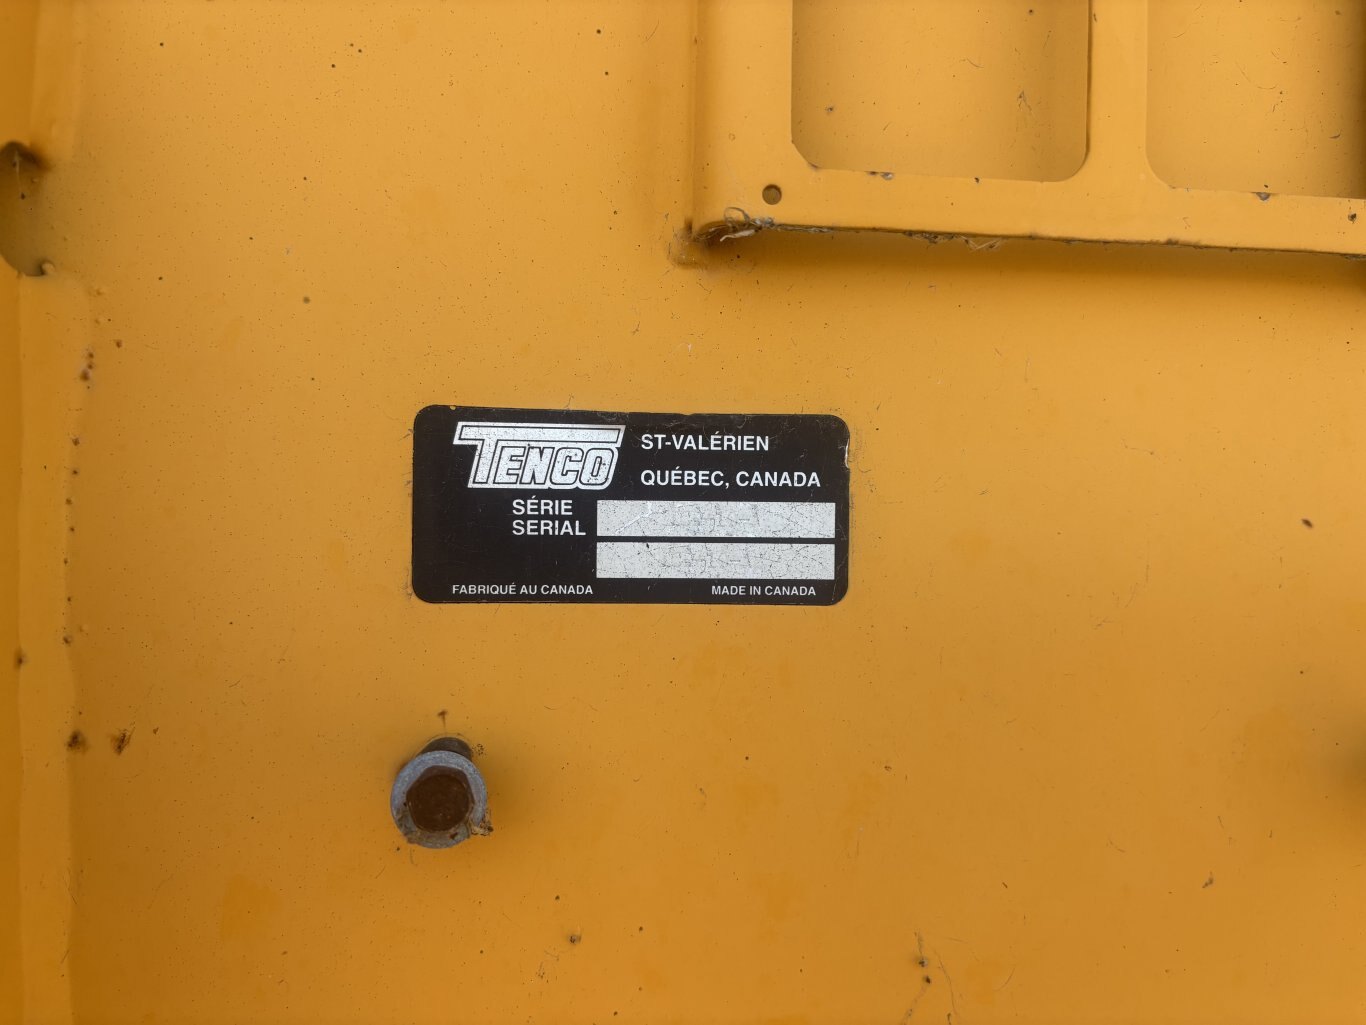 TENCO
ST-VALÉRIEN
QUÉBEC, CANADA
SÉRIE
SERIAL
FABRIQUÉ AU CANADA MADE IN CANADA